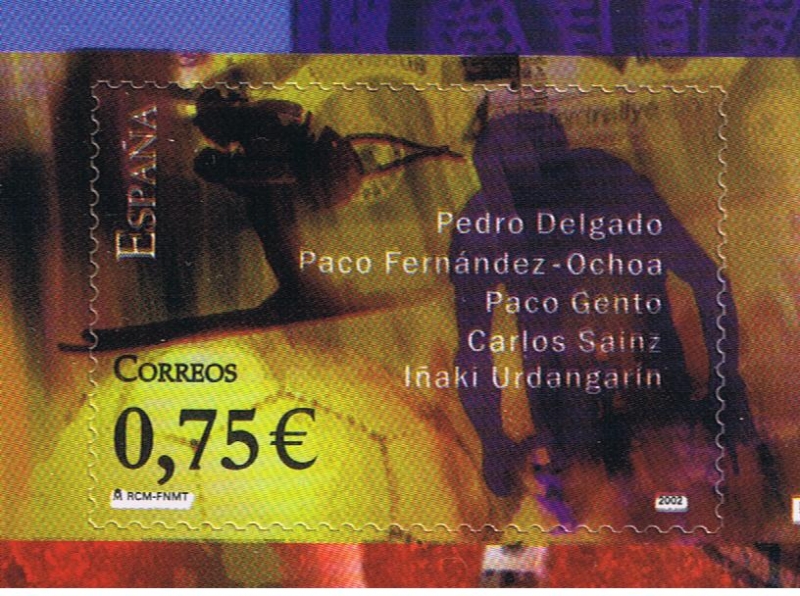 ESPAÑA
Pedro Delgado
Paco Fernández-Ochoa
Paco Gento
Carlos Sainz
Iñaki Urdangarín
CORREOS
0,75€
RCM-FNMT
2002